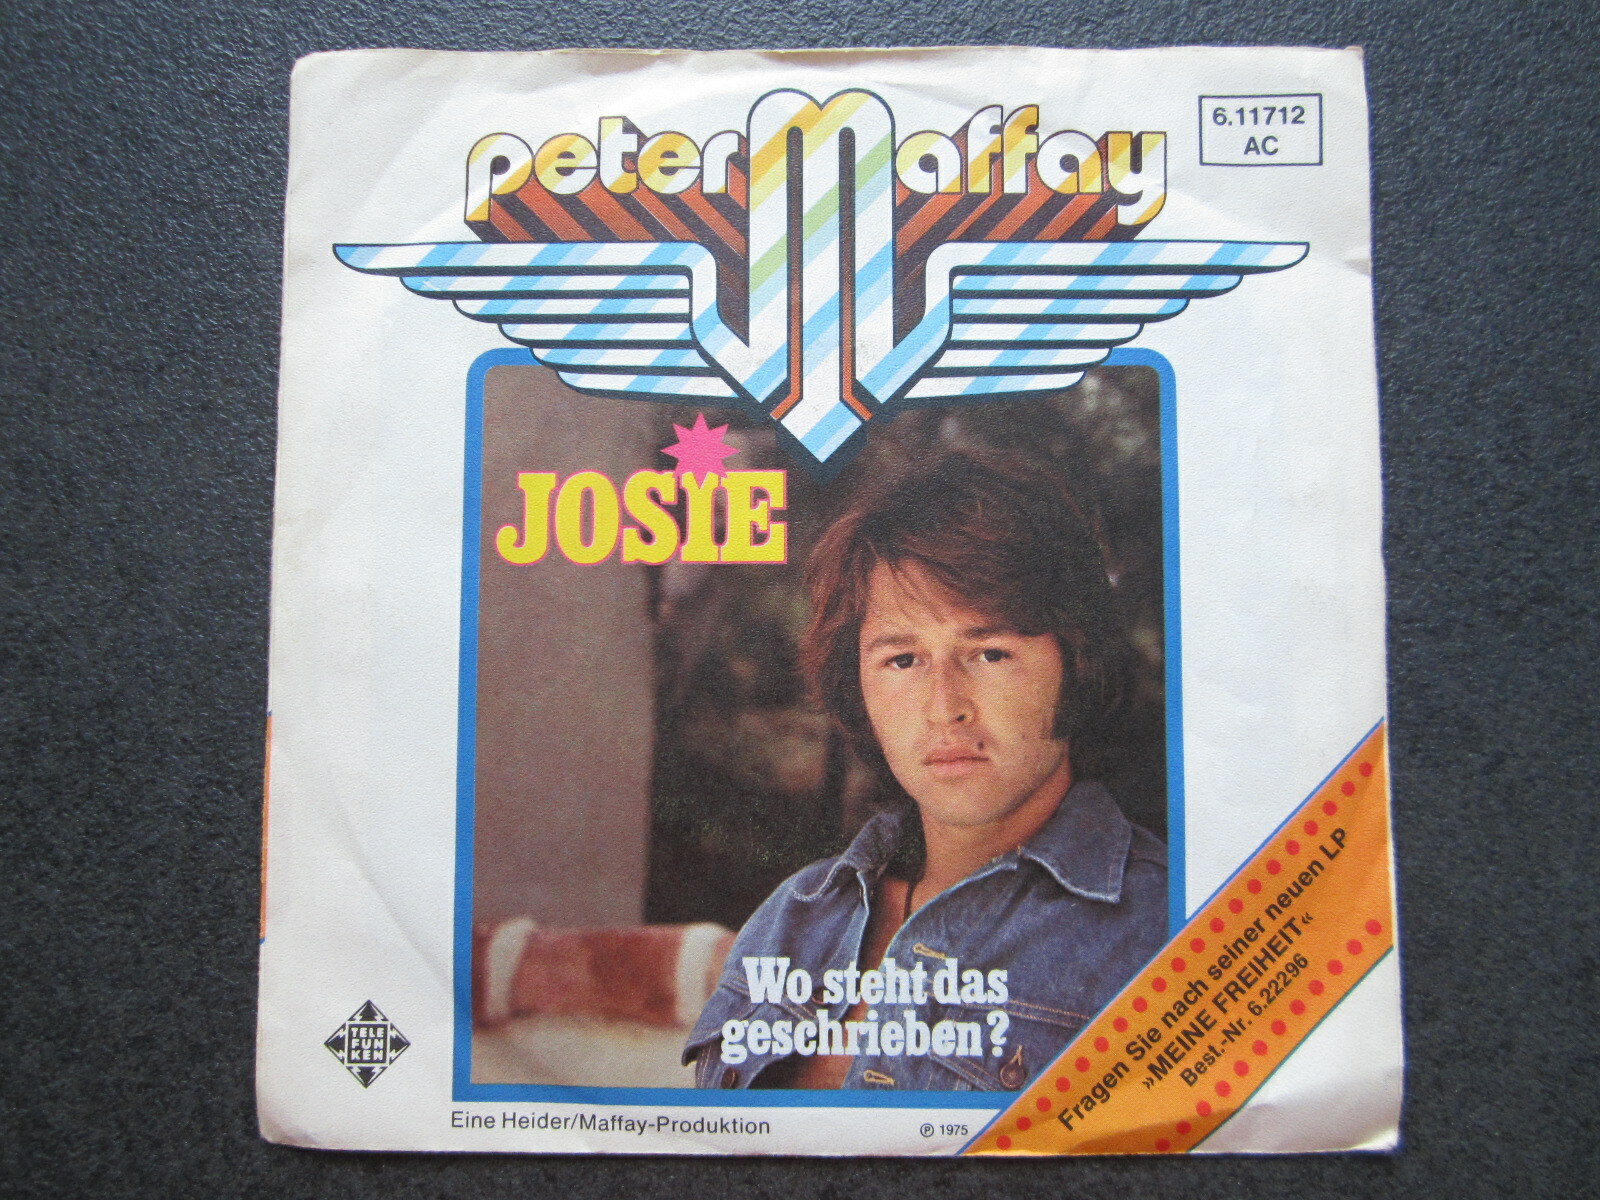 peter Maffay
6.11712
AC
JOSIE
Wo steht das
geschrieben?
Fragen Sie nach seiner neuen LP
»MEINE FREIHEIT«
Best.-Nr. 6.22296
TELE
FUN
KEN
Eine Heider/Maffay-Produktion
℗ 1975